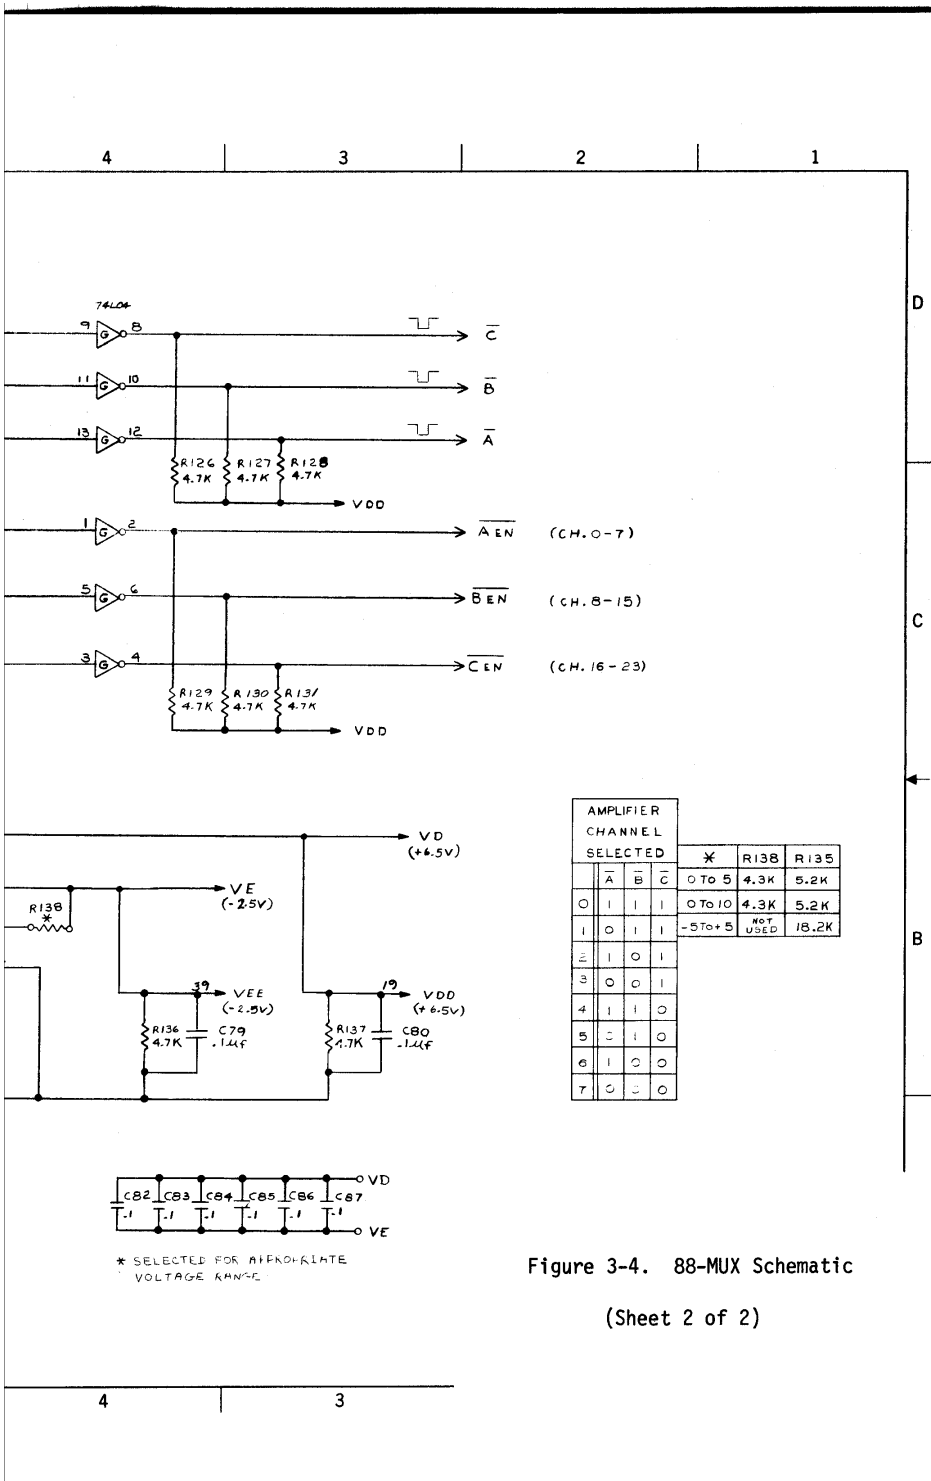 4 3 2 1
D
74L04
9 G 8 C
11 G 10 B
13 G 12 A
R126 R127 R128
4.7K 4.7K 4.7K
VDD
1 G 2 A EN (CH.0-7)
5 G 6 B EN (CH.8-15)
C
3 G 4 C EN (CH.16-23)
R129 R130 R131
4.7K 4.7K 4.7K
VDD
VD
(+6.5V)
VE
(-2.5V)
R138
*
39 VEE
(-2.5V)
19 VDD
(+6.5V)
R136 C79
4.7K .1µf
R137 C80
4.7K .1µf
AMPLIFIER
CHANNEL
SELECTED
A B C
0 1 1 1
1 0 1 1
2 1 0 1
3 0 0 1
4 1 1 0
5 0 1 0
6 1 0 0
7 0 0 0
* R138 R135
0 TO 5 4.3K 5.2K
0 TO 10 4.3K 5.2K
-5 TO +5 NOT USED 18.2K
B
VD
C82 C83 C84 C85 C86 C87
.1 .1 .1 .1 .1 .1
VE
* SELECTED FOR APPROPRIATE
VOLTAGE RANGE
Figure 3-4. 88-MUX Schematic
(Sheet 2 of 2)
4 3